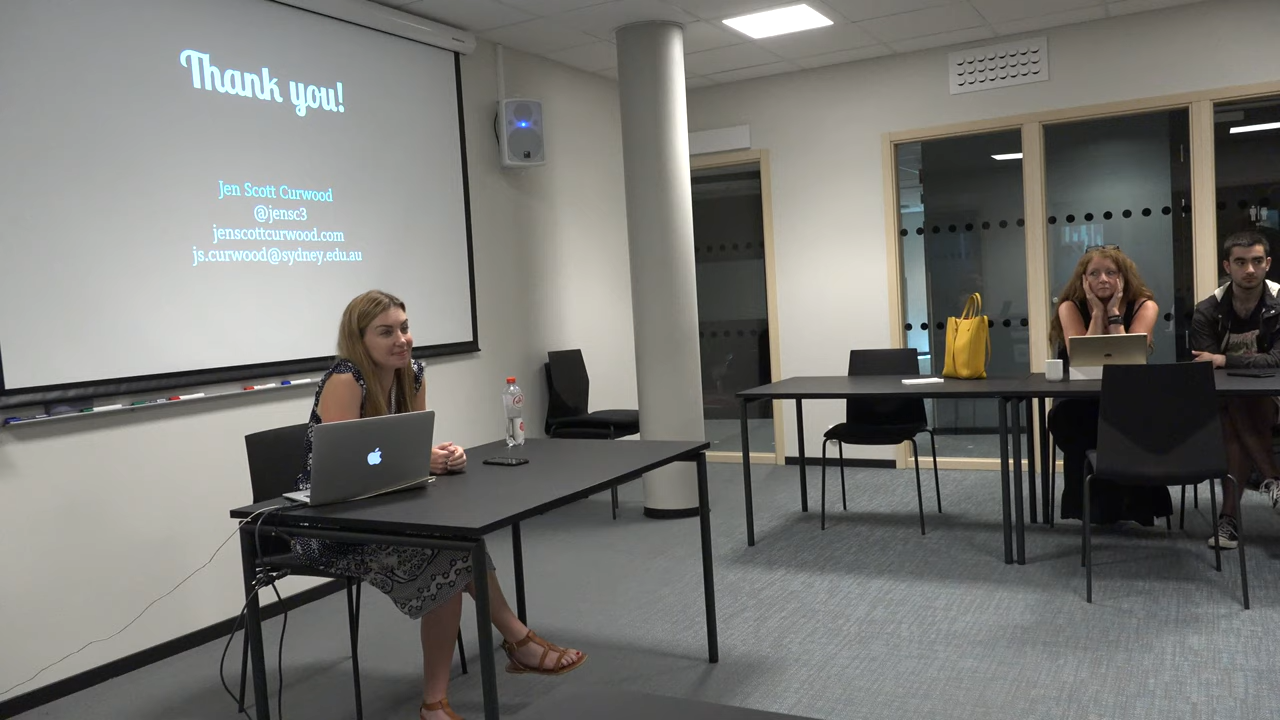 Thank you!
Jen Scott Curwood
@jensc3
jenscottcurwood.com
js.curwood@sydney.edu.au